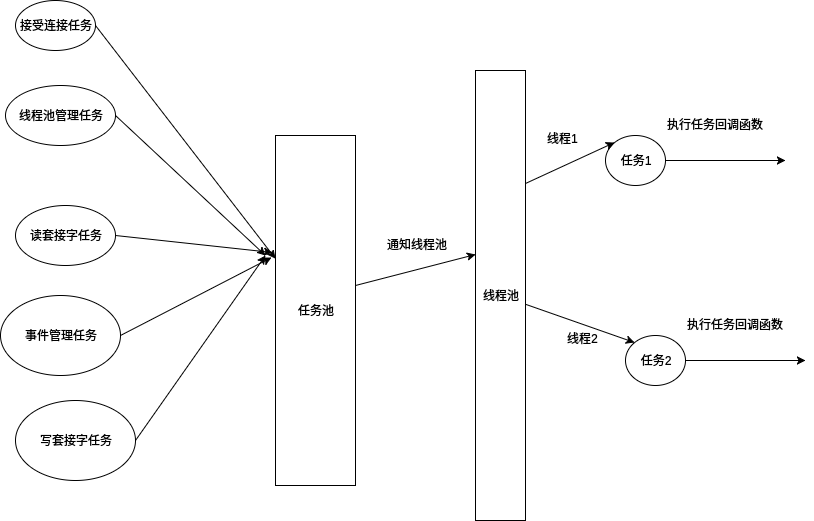 接受连接任务
线程池管理任务
读套接字任务
事件管理任务
写套接字任务
任务池
通知线程池
线程池
线程1
任务1
执行任务回调函数
线程2
任务2
执行任务回调函数